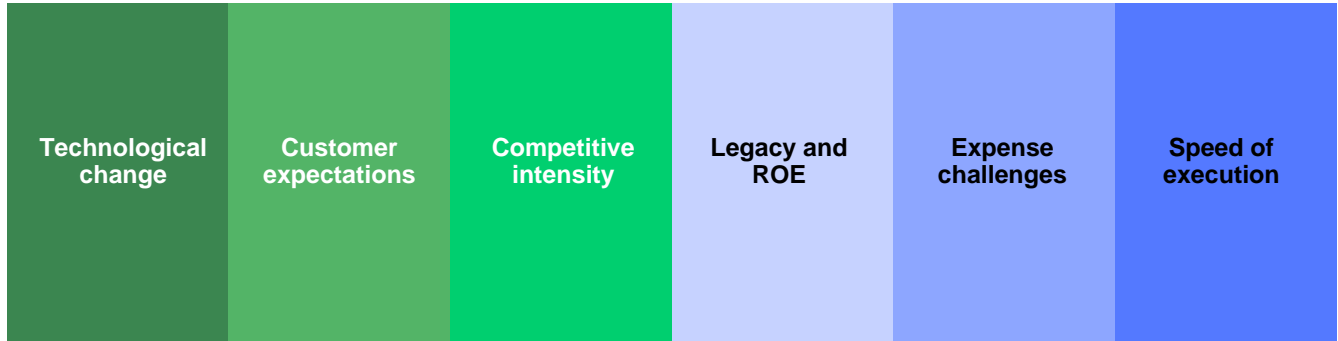 Technological
change
Customer
expectations
Competitive
intensity
Legacy and
ROE
Expense
challenges
Speed of
execution